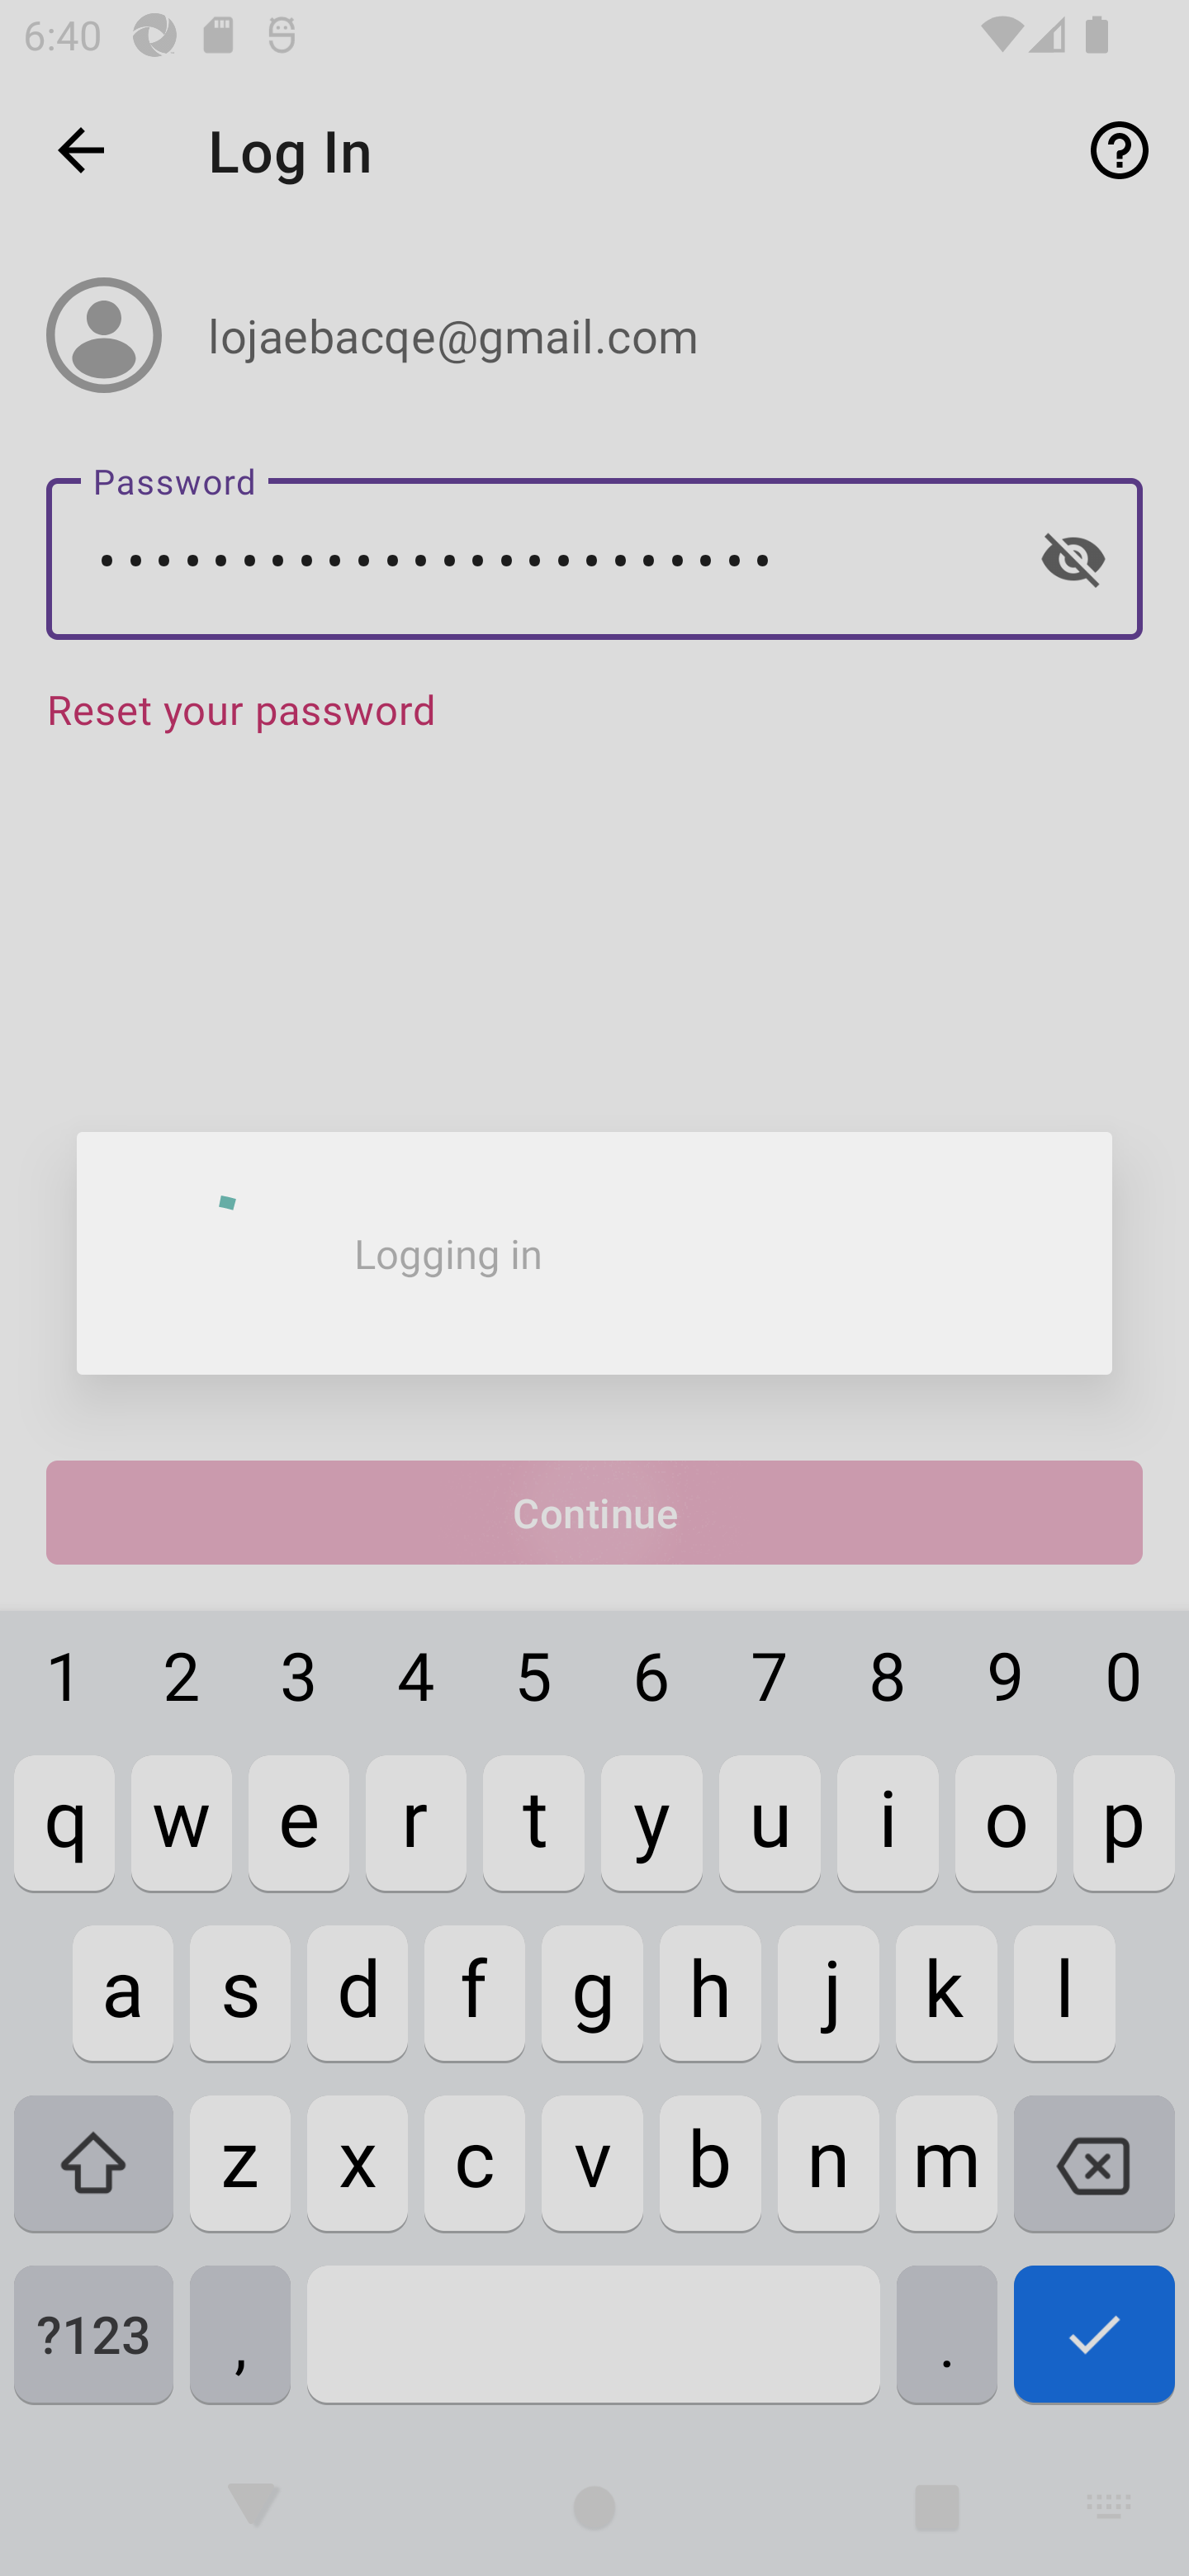 6:40
Log In
lojaebacqe@gmail.com
Password
••••••••••••••••••••••••
Reset your password
Logging in
Continue
1 2 3 4 5 6 7 8 9 0
q w e r t y u i o p
a s d f g h j k l
z x c v b n m
?123 , .